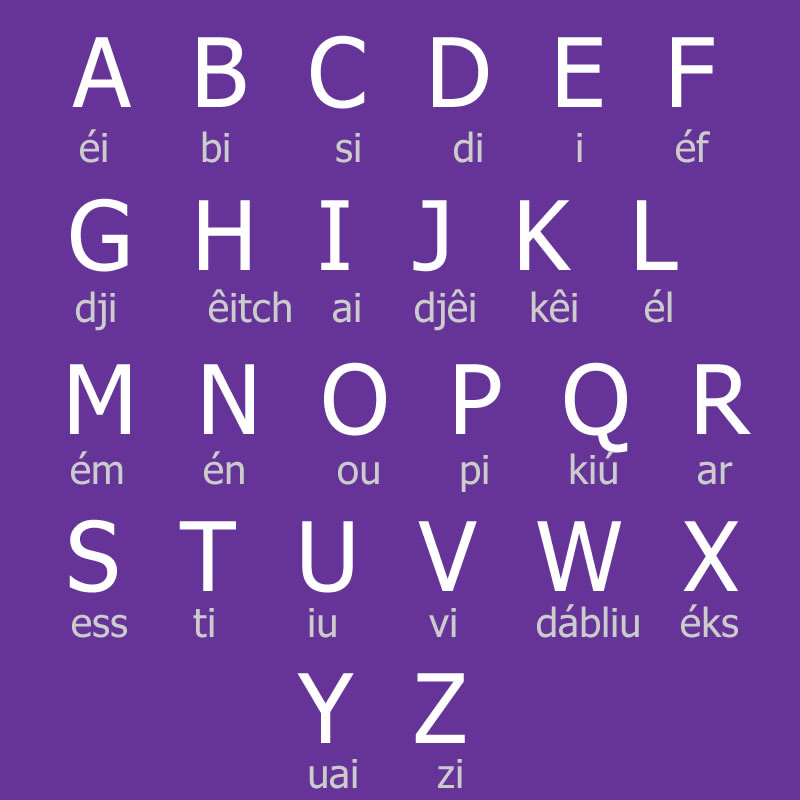 A B C D E F
éi bi si di i éf
G H I J K L
dji êitch ai djêi kêi él
M N O P Q R
ém én ou pi kiú ar
S T U V W X
ess ti iu vi dábliu éks
Y Z
uai zi